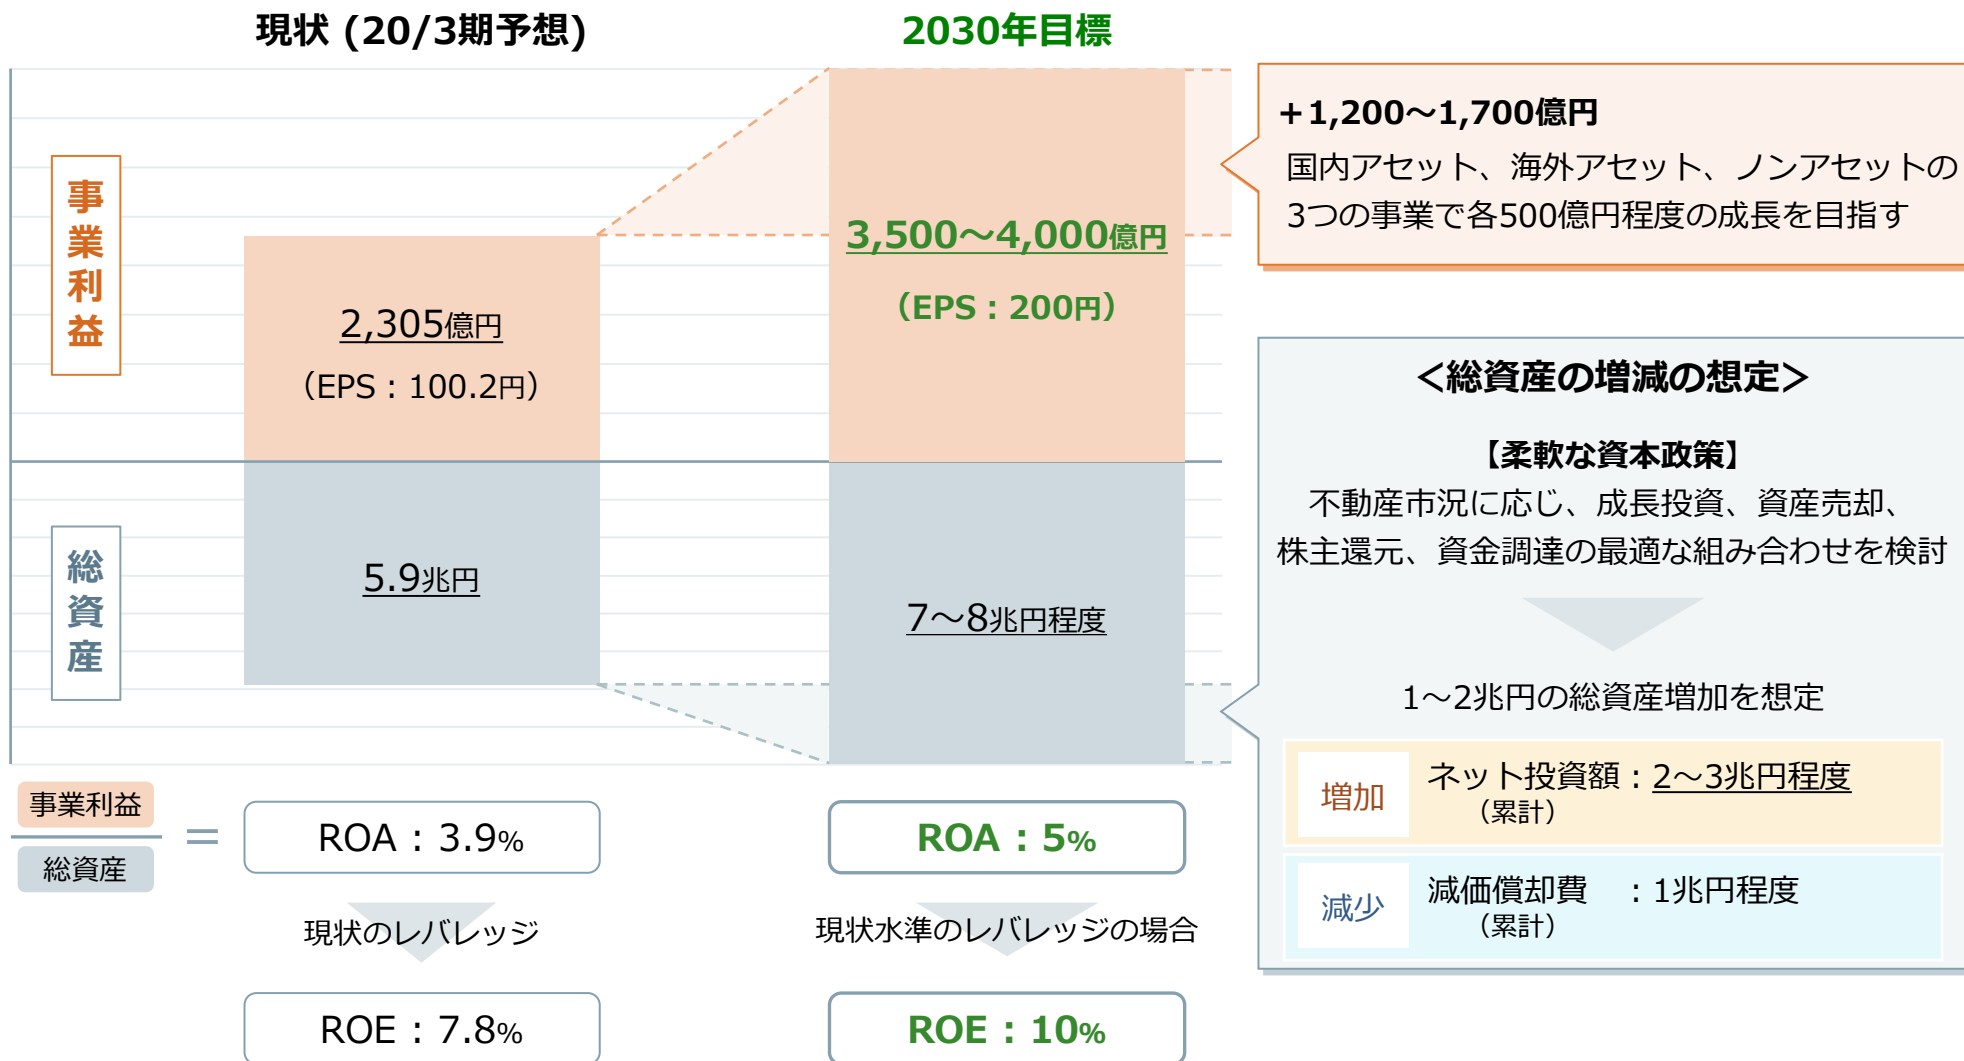 現状 (20/3期予想)
2030年目標
事業利益
2,305億円
（EPS：100.2円）
3,500～4,000億円
（EPS：200円）
＋1,200～1,700億円
国内アセット、海外アセット、ノンアセットの
3つの事業で各500億円程度の成長を目指す
総資産
5.9兆円
7～8兆円程度
＜総資産の増減の想定＞
【柔軟な資本政策】
不動産市況に応じ、成長投資、資産売却、
株主還元、資金調達の最適な組み合わせを検討
1～2兆円の総資産増加を想定
増加
ネット投資額：2～3兆円程度
（累計）
減少
減価償却費　：1兆円程度
（累計）
事業利益
総資産
＝
ROA：3.9%
ROA：5%
現状のレバレッジ
現状水準のレバレッジの場合
ROE：7.8%
ROE：10%